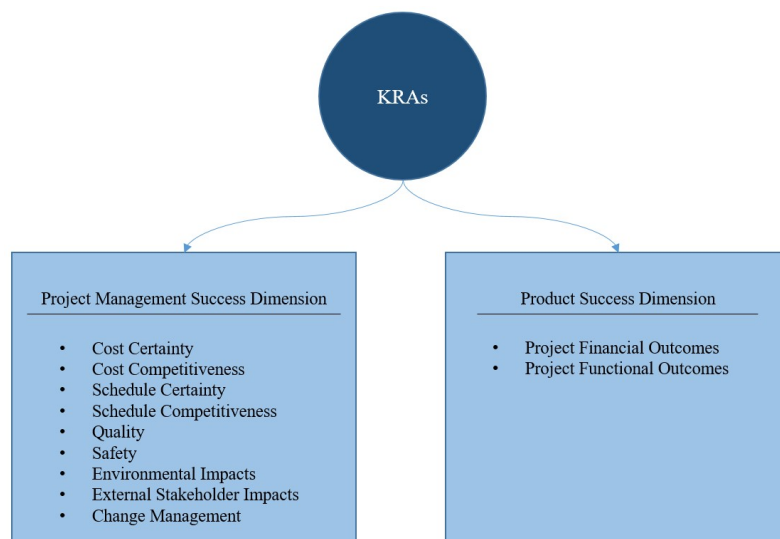 KRAs
Project Management Success Dimension
• Cost Certainty
• Cost Competitiveness
• Schedule Certainty
• Schedule Competitiveness
• Quality
• Safety
• Environmental Impacts
• External Stakeholder Impacts
• Change Management
Product Success Dimension
• Project Financial Outcomes
• Project Functional Outcomes